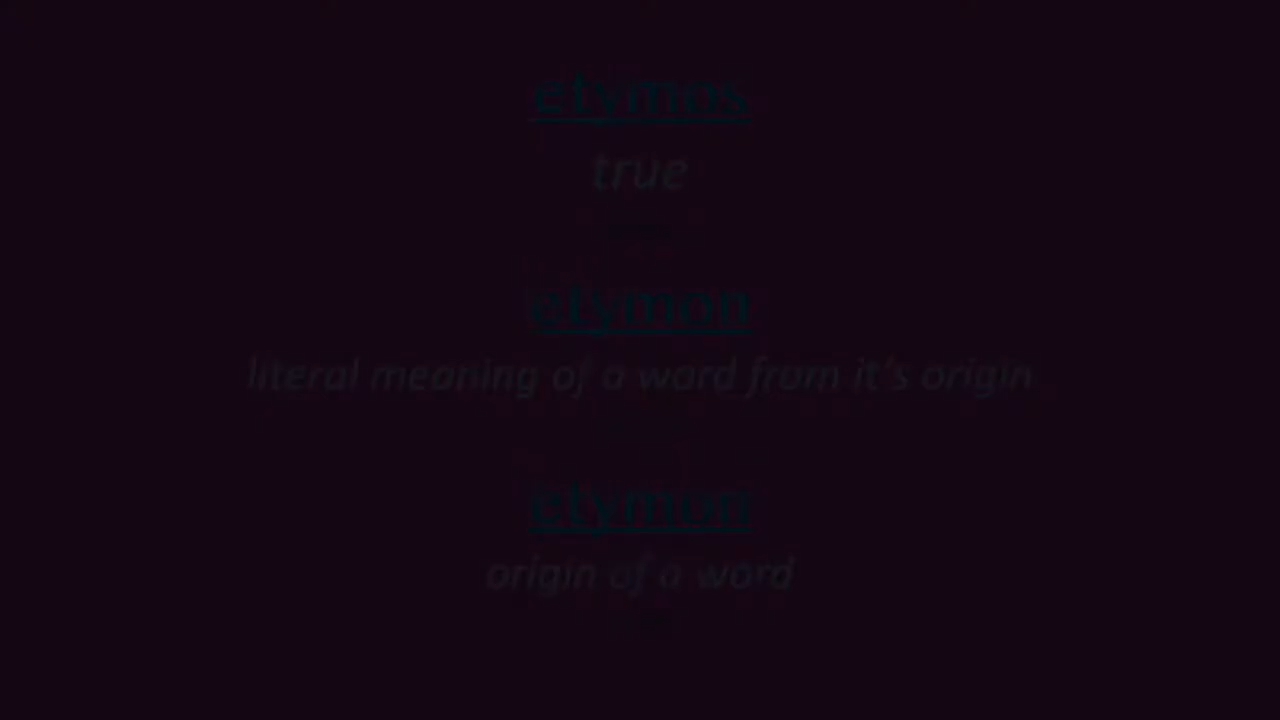 etymos
true
etymon
literal meaning of a word from it's origin
etymon
origin of a word